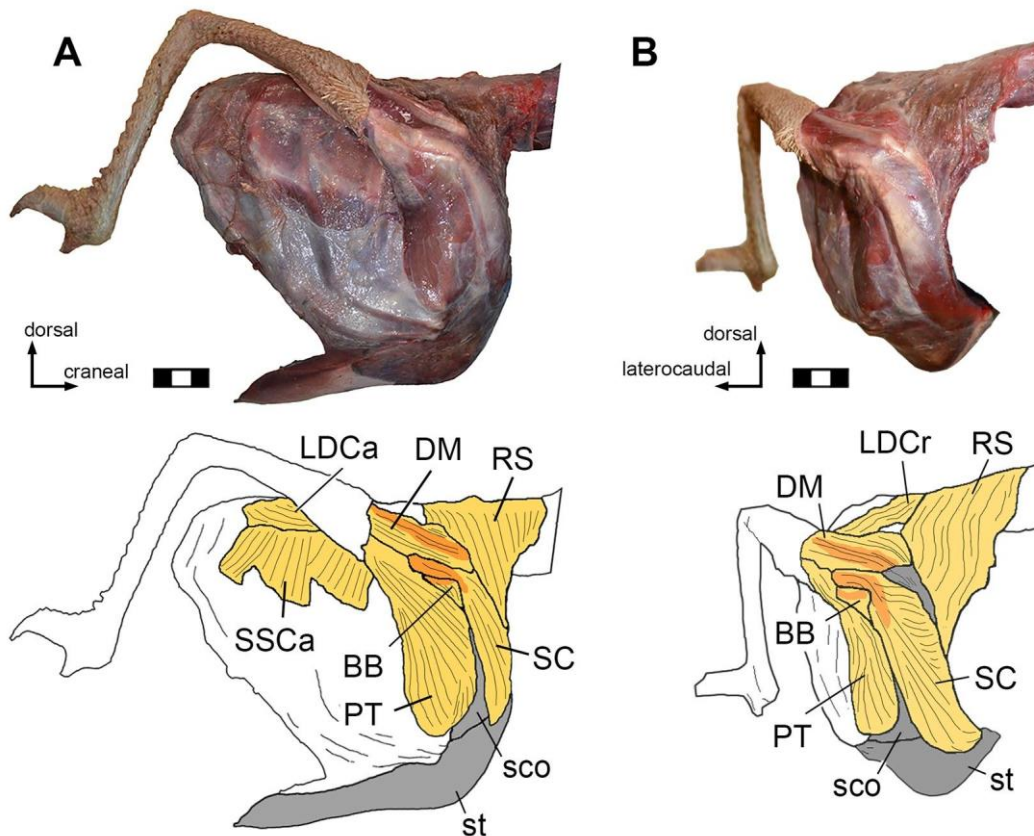 A
B
dorsal
craneal
dorsal
laterocaudal
LDCa
DM
RS
SSCa
BB
PT
SC
sco
st
LDCr
RS
DM
BB
PT
SC
sco
st